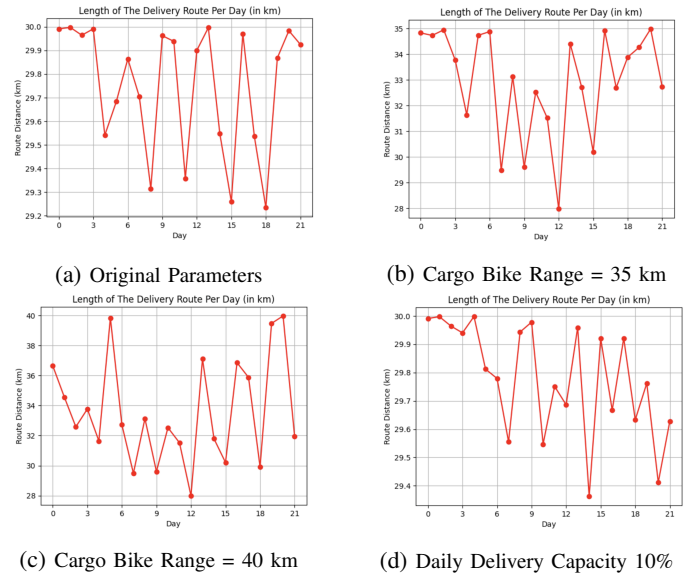 Length of The Delivery Route Per Day (in km)
30.0
29.9
29.8
29.7
29.6
29.5
29.4
29.3
29.2
Route Distance (km)
0 3 6 9 12 15 18 21
Day
(a) Original Parameters
Length of The Delivery Route Per Day (in km)
35
34
33
32
31
30
29
28
Route Distance (km)
0 3 6 9 12 15 18 21
Day
(b) Cargo Bike Range = 35 km
Length of The Delivery Route Per Day (in km)
40
38
36
34
32
30
28
Route Distance (km)
0 3 6 9 12 15 18 21
Day
(c) Cargo Bike Range = 40 km
Length of The Delivery Route Per Day (in km)
30.0
29.9
29.8
29.7
29.6
29.5
29.4
Route Distance (km)
0 3 6 9 12 15 18 21
Day
(d) Daily Delivery Capacity 10%